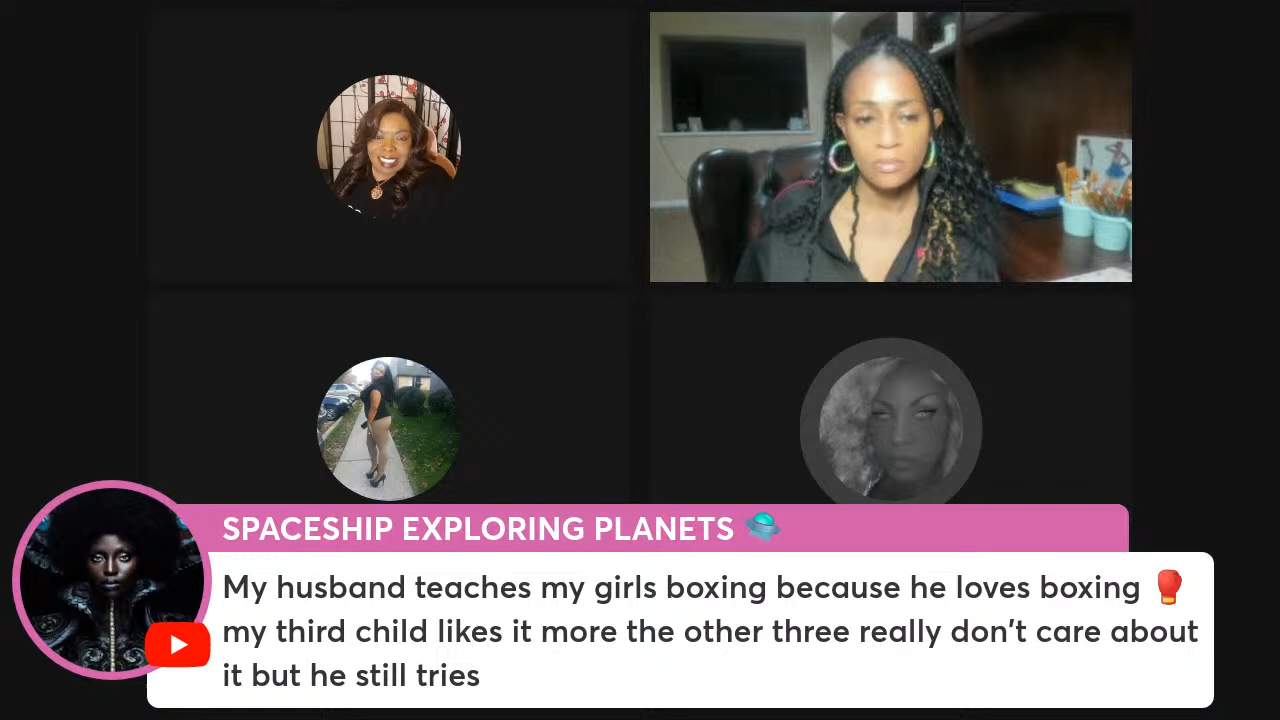 SPACESHIP EXPLORING PLANETS 🛸
My husband teaches my girls boxing because he loves boxing 🥊
my third child likes it more the other three really don't care about
it but he still tries